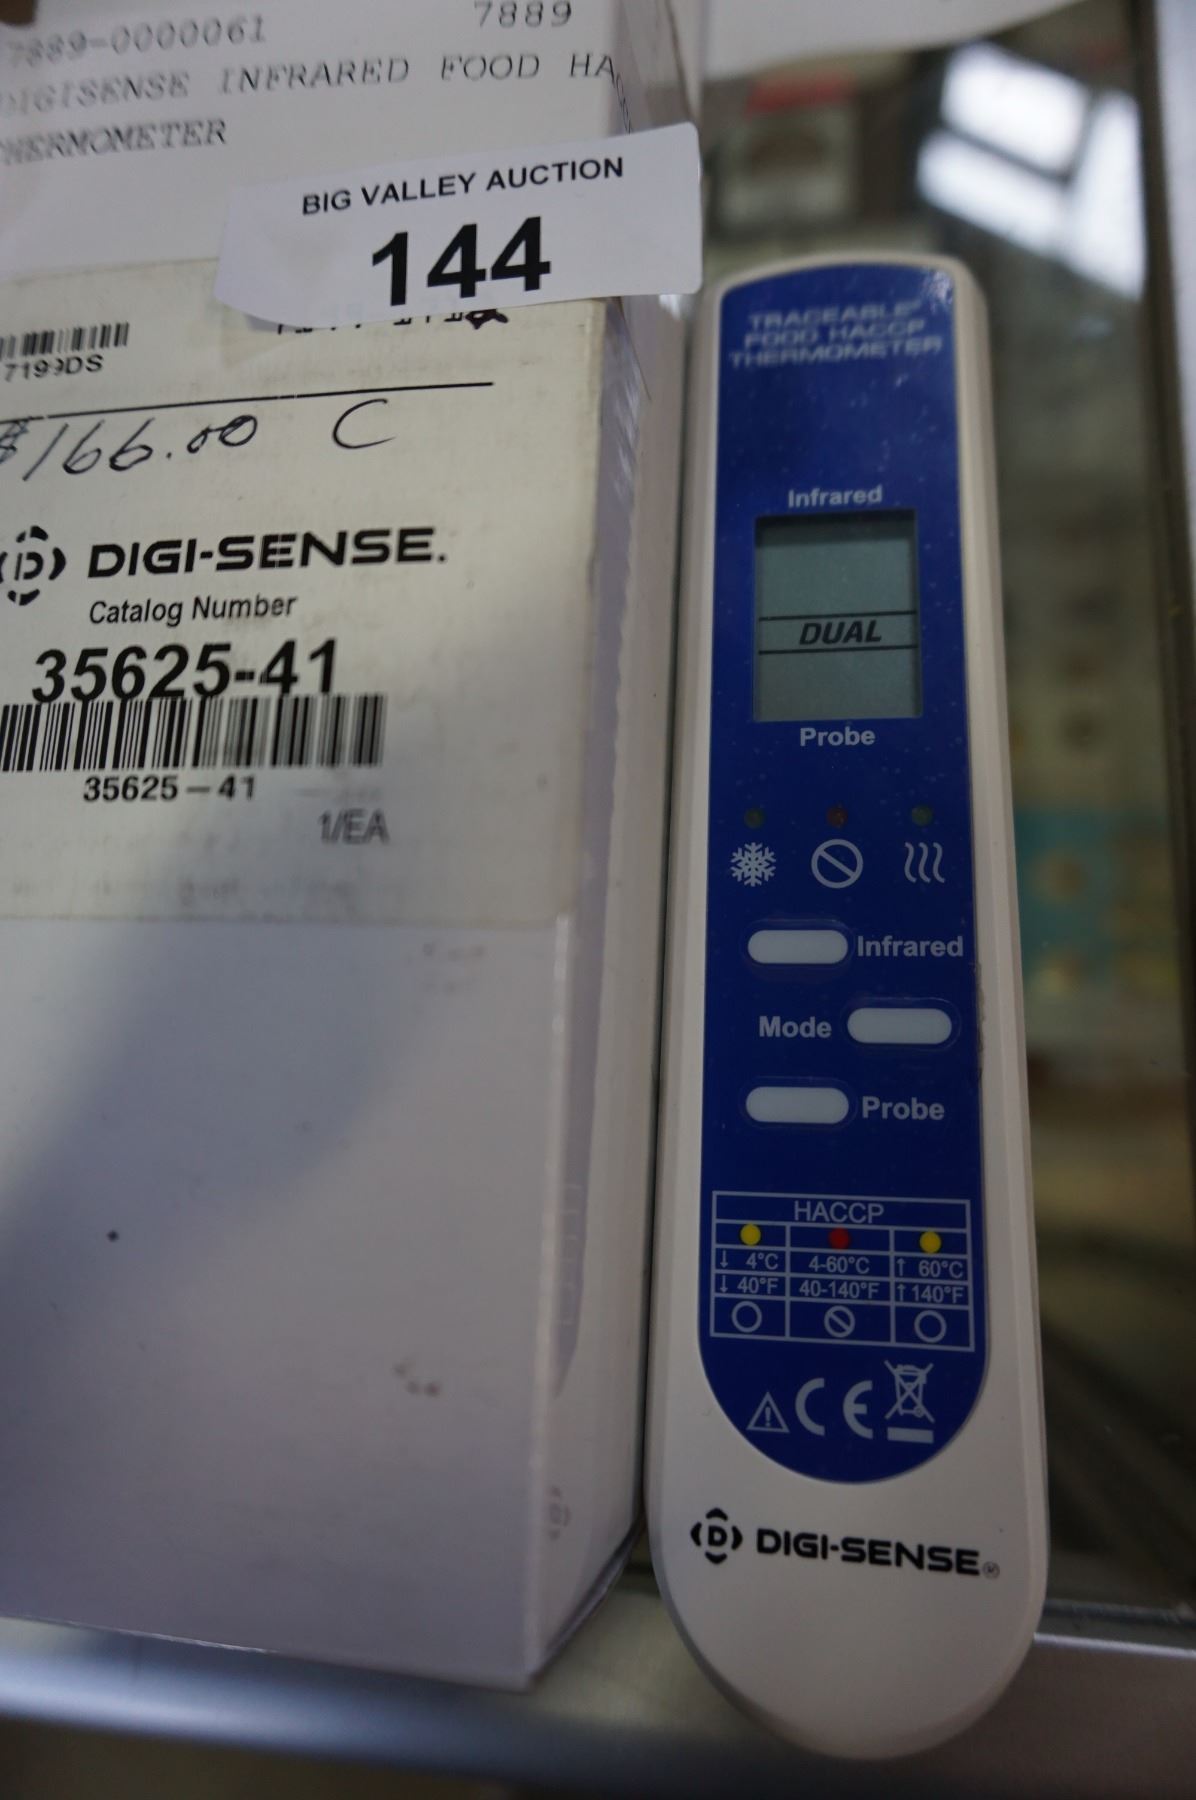 7889-0000061 7889
DIGISENSE INFRARED FOOD HA
THERMOMETER
BIG VALLEY AUCTION
144
7199DS
$166.00 C
D DIGI-SENSE.
Catalog Number
35625-41
35625-41
1/EA
TRACEABLE®
FOOD HACCP
THERMOMETER
Infrared
DUAL
Probe
Infrared
Mode
Probe
HACCP
↓ 4°C 4-60°C ↑ 60°C
↓ 40°F 40-140°F ↑ 140°F
CE
D DIGI-SENSE®